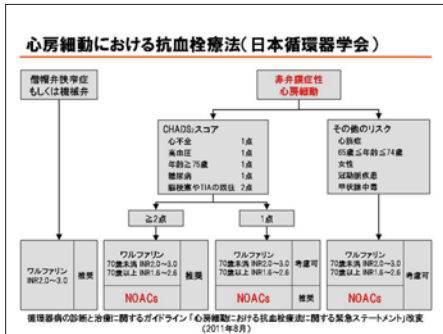 心房細動における抗血栓療法(日本循環器学会)
僧帽弁狭窄症
もしくは機械弁
非弁膜症性
心房細動
CHADS₂スコア
心不全 1点
高血圧 1点
年齢≧75歳 1点
糖尿病 1点
脳梗塞やTIAの既往 2点
その他のリスク
心筋症
65歳≦年齢≦74歳
女性
冠動脈疾患
甲状腺中毒
≧2点
1点
ワルファリン
INR2.0〜3.0
推奨
ワルファリン
70歳未満 INR2.0〜3.0
70歳以上 INR1.6〜2.6
NOACs
推奨
ワルファリン
70歳未満 INR2.0〜3.0
70歳以上 INR1.6〜2.6
考慮可
NOACs
推奨
ワルファリン
70歳未満 INR2.0〜3.0
70歳以上 INR1.6〜2.6
NOACs
考慮可
循環器病の診断と治療に関するガイドライン「心房細動における抗血栓療法に関する緊急ステートメント」改変
(2011年8月)